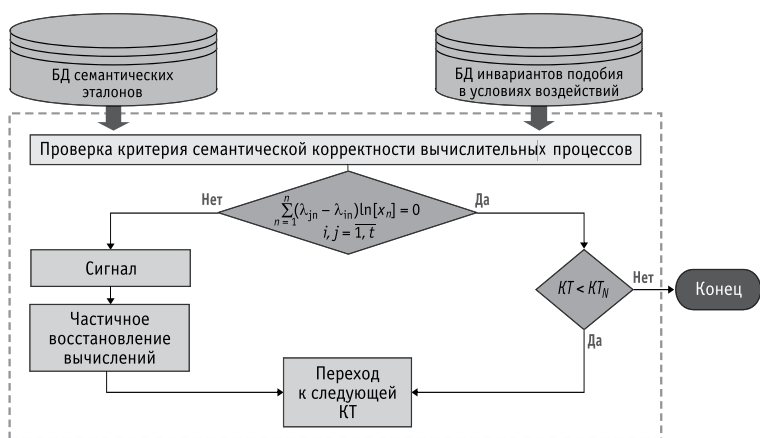 БД семантических
эталонов
БД инвариантов подобия
в условиях воздействий
Проверка критерия семантической корректности вычислительных процессов
Нет
n
∑(λjn – λin)ln[xn] = 0
n = 1
i, j = 1, t
Да
Сигнал
КТ < КТN
Нет
Конец
Частичное
восстановление
вычислений
Да
Переход
к следующей
КТ